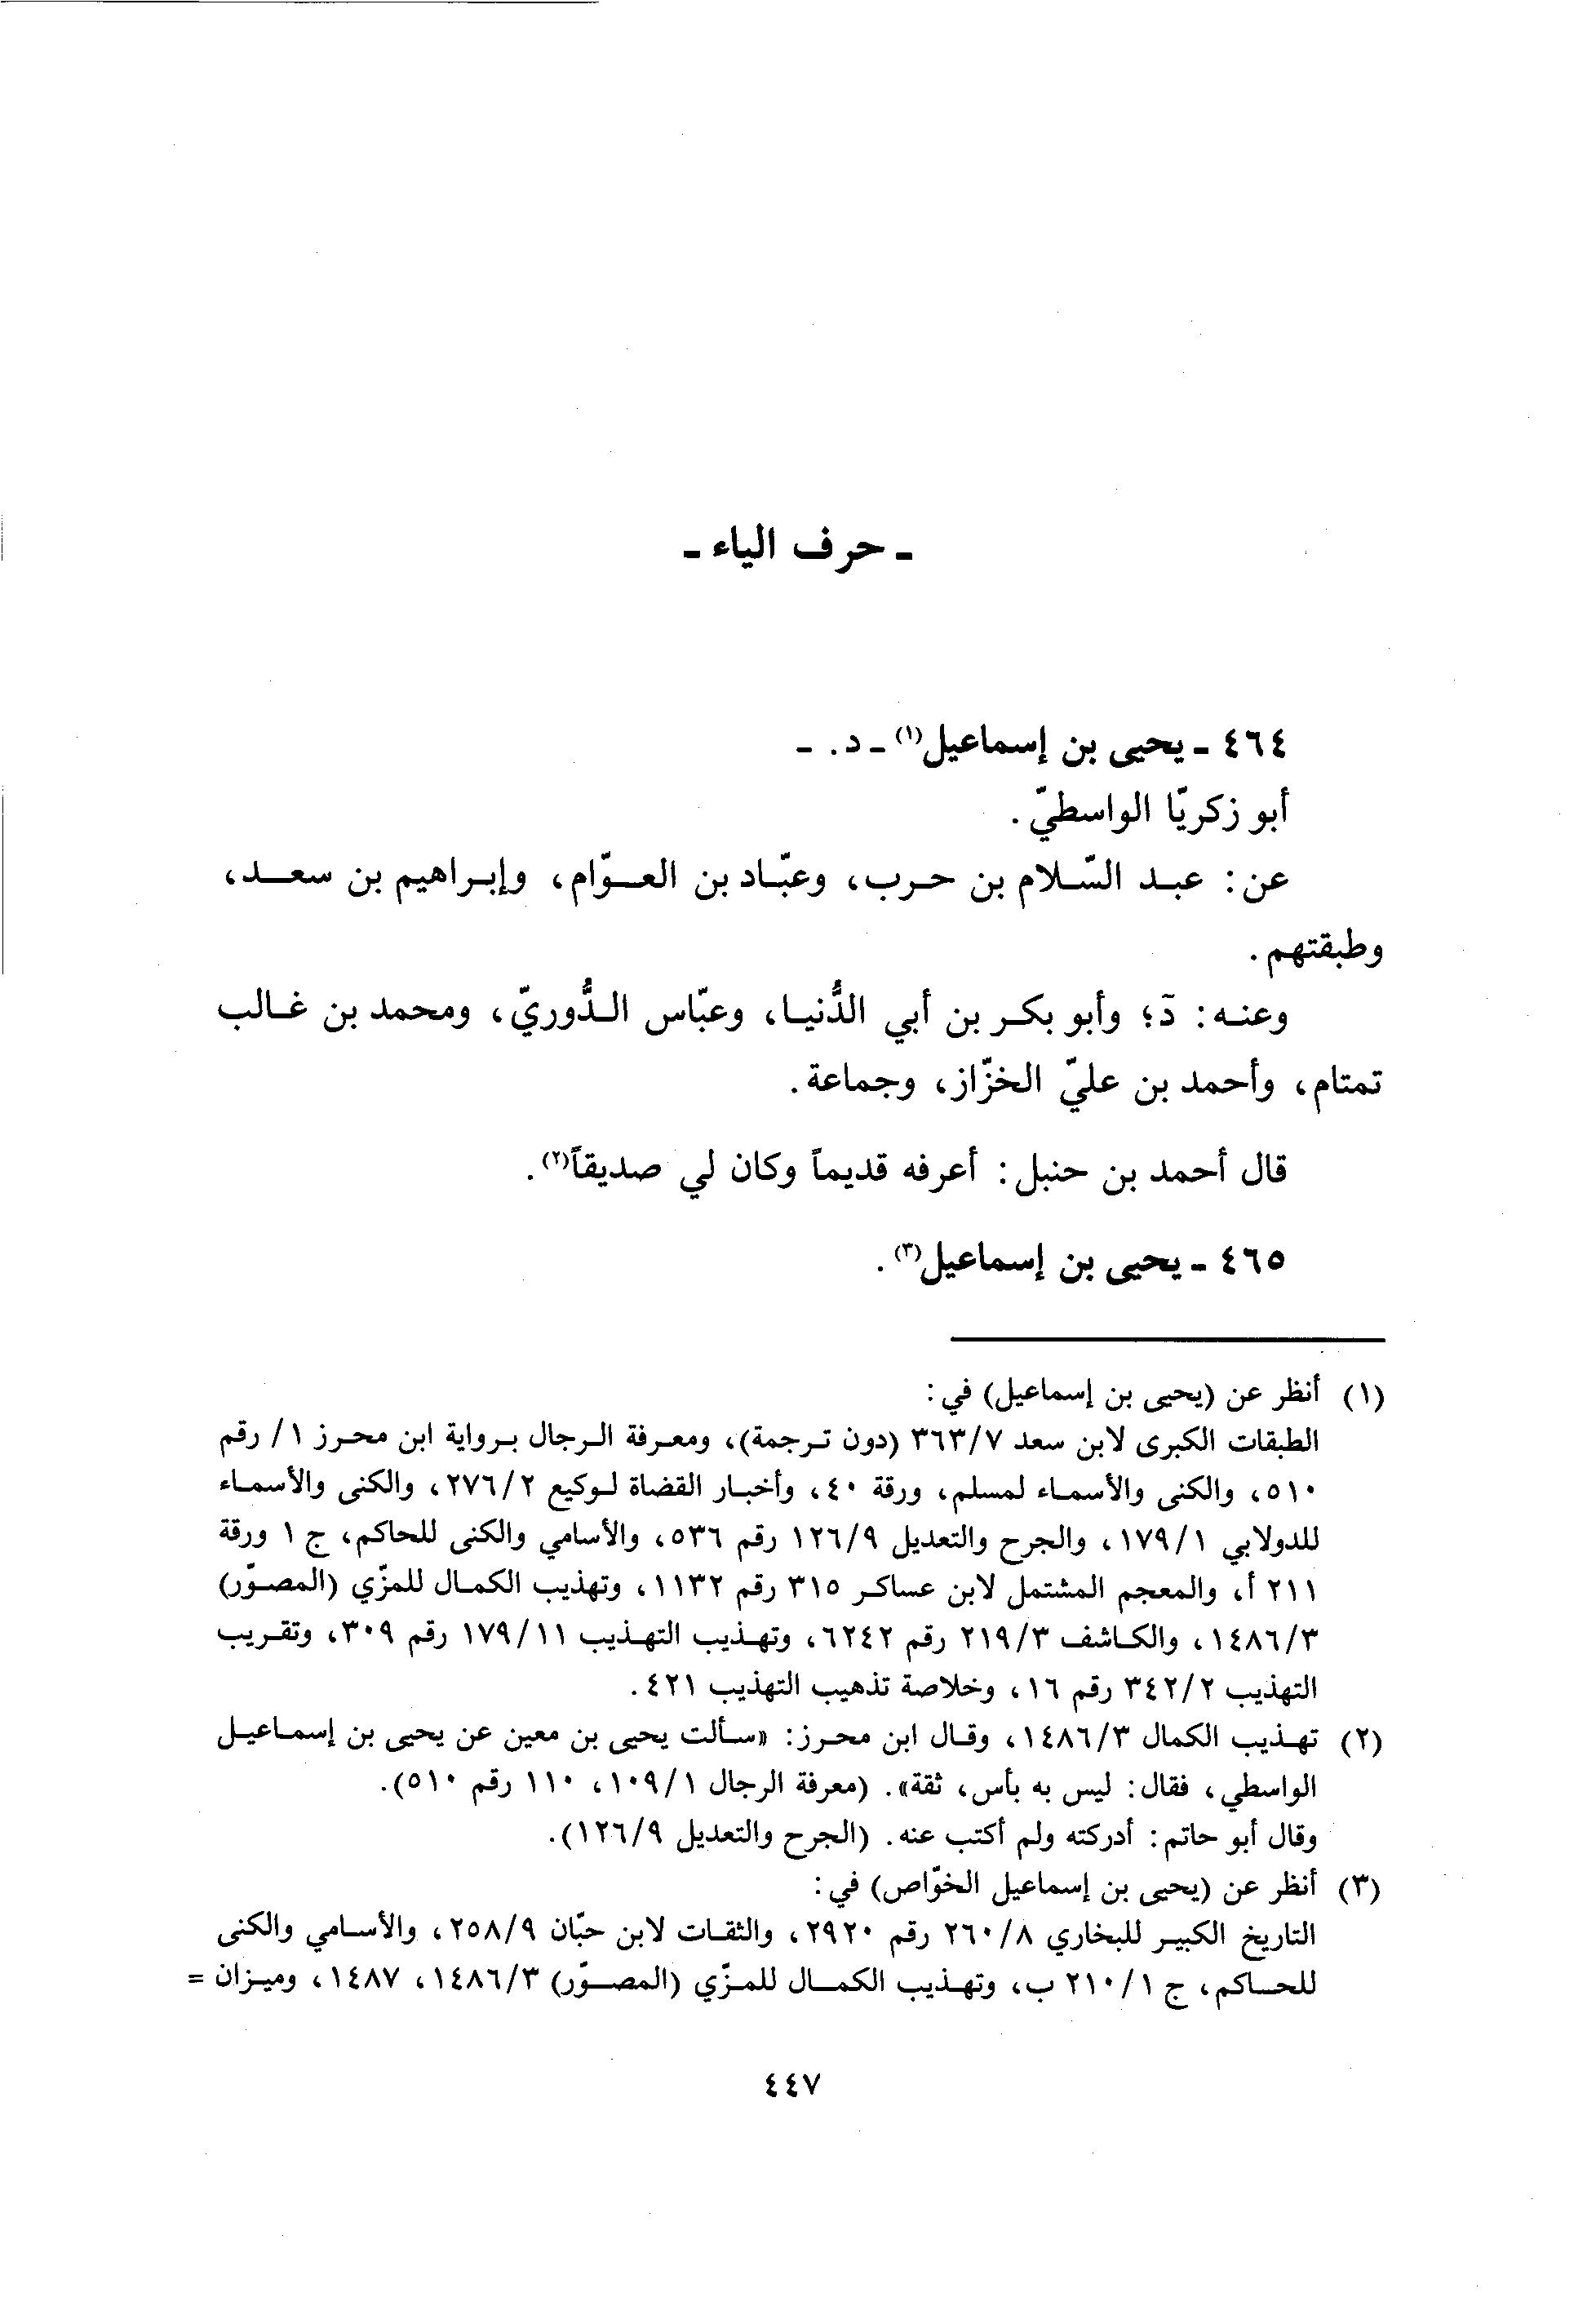 - حرف الياء -
٤٦٤ - يحيى بن إسماعيل(١) - د. -
أبو زكريّا الواسطيّ.
عن: عبد السّلام بن حرب، وعبّاد بن العوّام، وإبراهيم بن سعد،
وطبقتهم.
وعنه: دَ؛ وأبو بكر بن أبي الدُّنيا، وعبّاس الدُّوريّ، ومحمد بن غالب
تمتام، وأحمد بن عليّ الخزّاز، وجماعة.
قال أحمد بن حنبل: أعرفه قديماً وكان لي صديقاً(٢).
٤٦٥ - يحيى بن إسماعيل(٣).
(١) أنظر عن (يحيى بن إسماعيل) في:
الطبقات الكبرى لابن سعد ٣٦٣/٧ (دون ترجمة)، ومعرفة الرجال برواية ابن محرز ١/ رقم
٥١٠، والكنى والأسماء لمسلم، ورقة ٤٠، وأخبار القضاة لوكيع ٢٧٦/٢، والكنى والأسماء
للدولابي ١٧٩/١، والجرح والتعديل ١٢٦/٩ رقم ٥٣٦، والأسامي والكنى للحاكم، ج ١ ورقة
٢١١ أ، والمعجم المشتمل لابن عساكر ٣١٥ رقم ١١٣٢، وتهذيب الكمال للمزّي (المصوّر)
١٤٨٦/٣، والكاشف ٢١٩/٣ رقم ٦٢٤٢، وتهذيب التهذيب ١٧٩/١١ رقم ٣٠٩، وتقريب
التهذيب ٣٤٢/٢ رقم ١٦، وخلاصة تذهيب التهذيب ٤٢١.
(٢) تهذيب الكمال ١٤٨٦/٣، وقال ابن محرز: «سألت يحيى بن معين عن يحيى بن إسماعيل
الواسطي، فقال: ليس به بأس، ثقة». (معرفة الرجال ١٠٩/١، ١١٠ رقم ٥١٠).
وقال أبو حاتم: أدركته ولم أكتب عنه. (الجرح والتعديل ١٢٦/٩).
(٣) أنظر عن (يحيى بن إسماعيل الخوّاص) في:
التاريخ الكبير للبخاري ٢٦٠/٨ رقم ٢٩٢٠، والثقات لابن حبّان ٢٥٨/٩، والأسامي والكنى
للحاكم، ج ٢١٠/١ ب، وتهذيب الكمال للمزّي (المصوّر) ١٤٨٦/٣، ١٤٨٧، وميزان =
٤٤٧